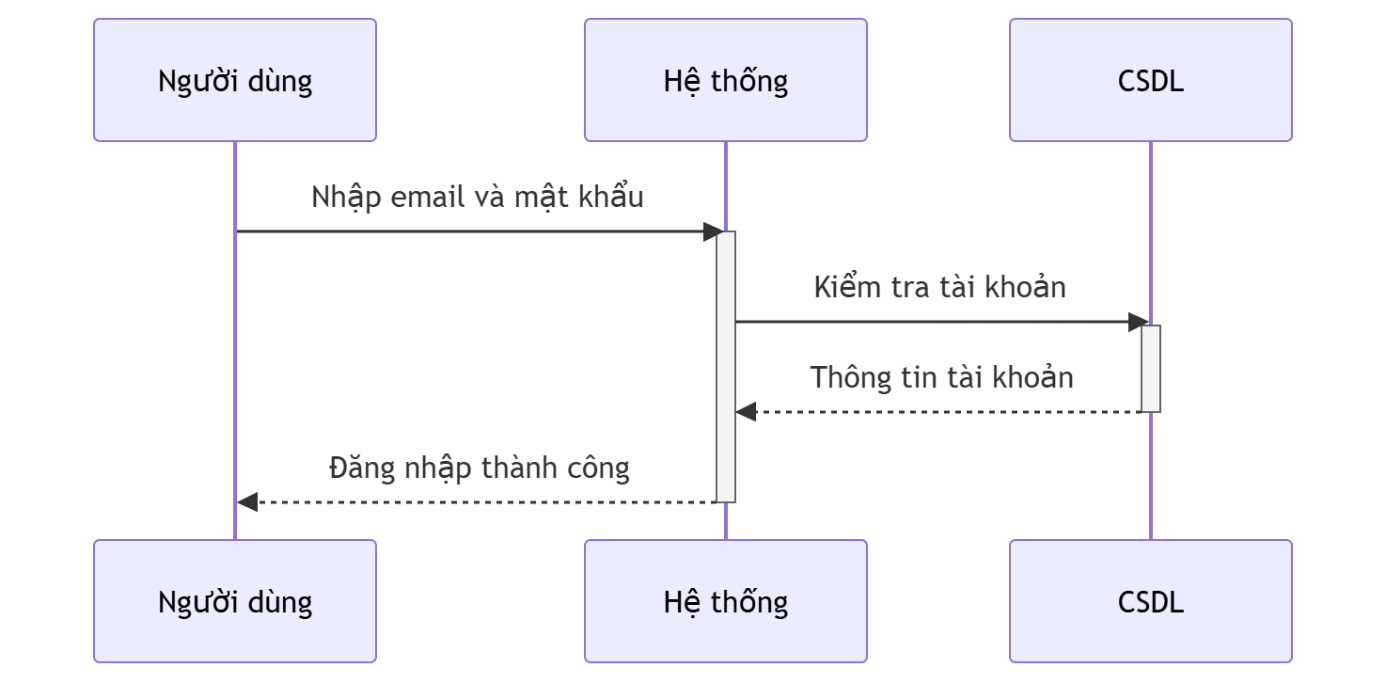 Người dùng
Hệ thống
CSDL
Nhập email và mật khẩu
Kiểm tra tài khoản
Thông tin tài khoản
Đăng nhập thành công
Người dùng
Hệ thống
CSDL